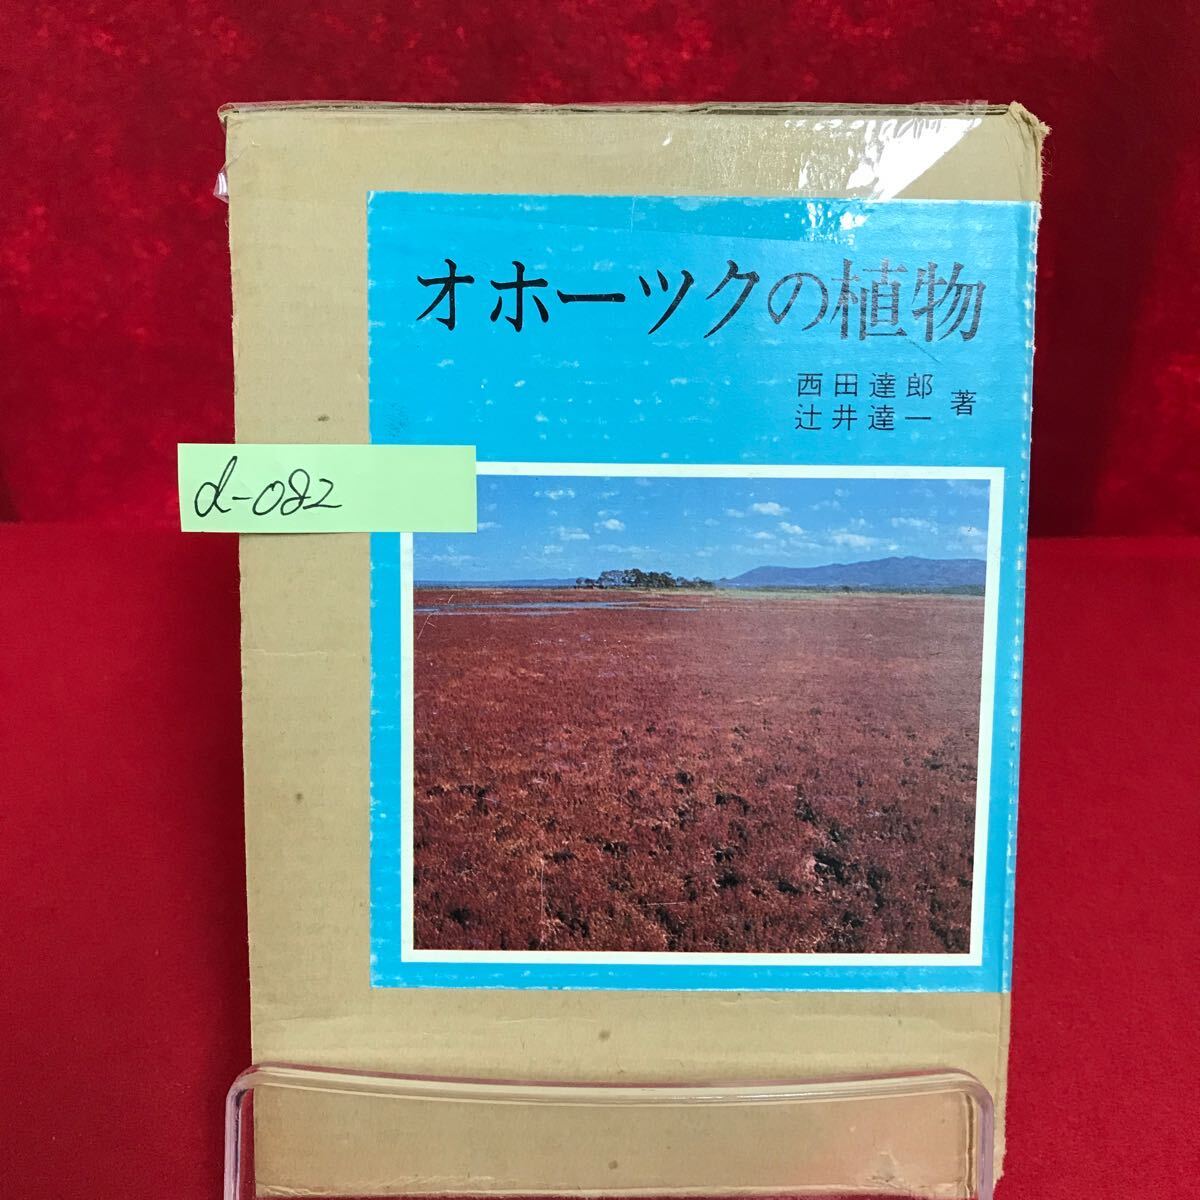 オホーツクの植物
西田達郎
辻井達一
著
d-082